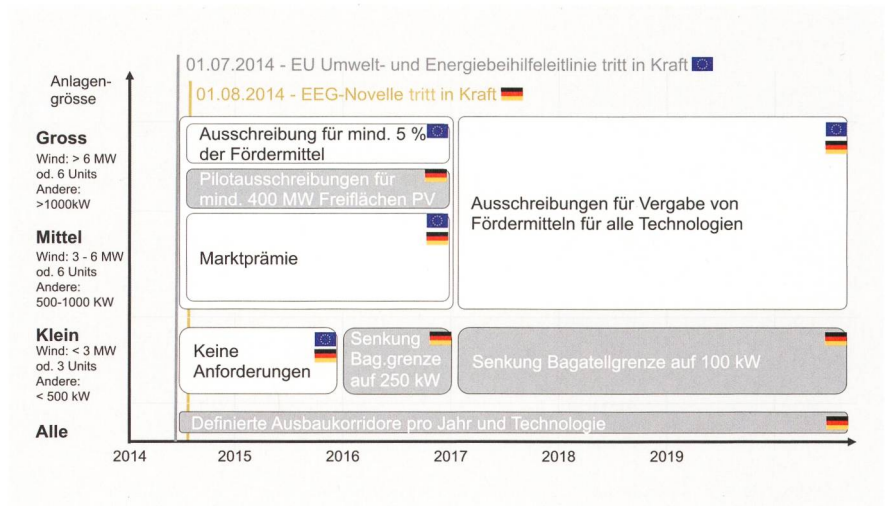 01.07.2014 - EU Umwelt- und Energiebeihilfeleitlinie tritt in Kraft
01.08.2014 - EEG-Novelle tritt in Kraft
Anlagen-
grösse
Gross
Wind: > 6 MW
od. 6 Units
Andere:
>1000kW
Mittel
Wind: 3 - 6 MW
od. 6 Units
Andere:
500-1000 KW
Klein
Wind: < 3 MW
od. 3 Units
Andere:
< 500 kW
Alle
Ausschreibung für mind. 5 %
der Fördermittel
Pilotausschreibungen für
mind. 400 MW Freiflächen PV
Marktprämie
Ausschreibungen für Vergabe von
Fördermitteln für alle Technologien
Keine
Anforderungen
Senkung
Bag.grenze
auf 250 kW
Senkung Bagatellgrenze auf 100 kW
Definierte Ausbaukorridore pro Jahr und Technologie
2014 2015 2016 2017 2018 2019